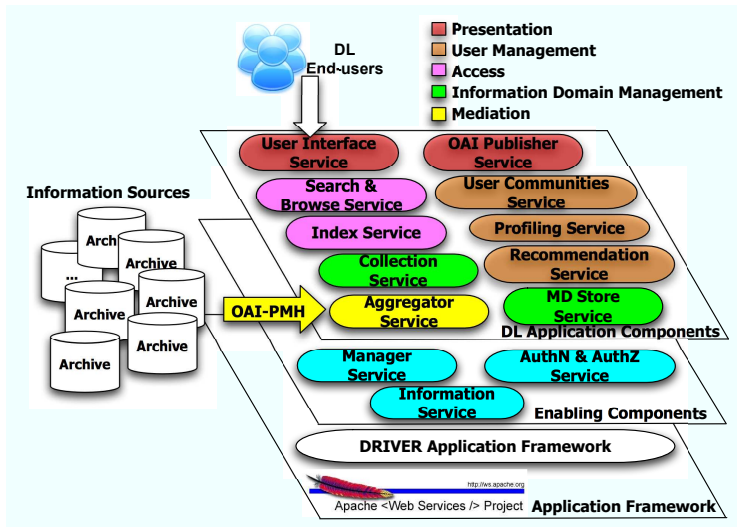 DL
End-users
Presentation
User Management
Access
Information Domain Management
Mediation
User Interface
Service
OAI Publisher
Service
Information Sources
Search &
Browse Service
User Communities
Service
Archive
Archive
...
Archive
Archive
Archive
Archive
Index Service
Profiling Service
Collection
Service
Recommendation
Service
OAI-PMH
Aggregator
Service
MD Store
Service
DL Application Components
Manager
Service
AuthN & AuthZ
Service
Information
Service
Enabling Components
DRIVER Application Framework
http://ws.apache.org
Apache <Web Services /> Project
Application Framework